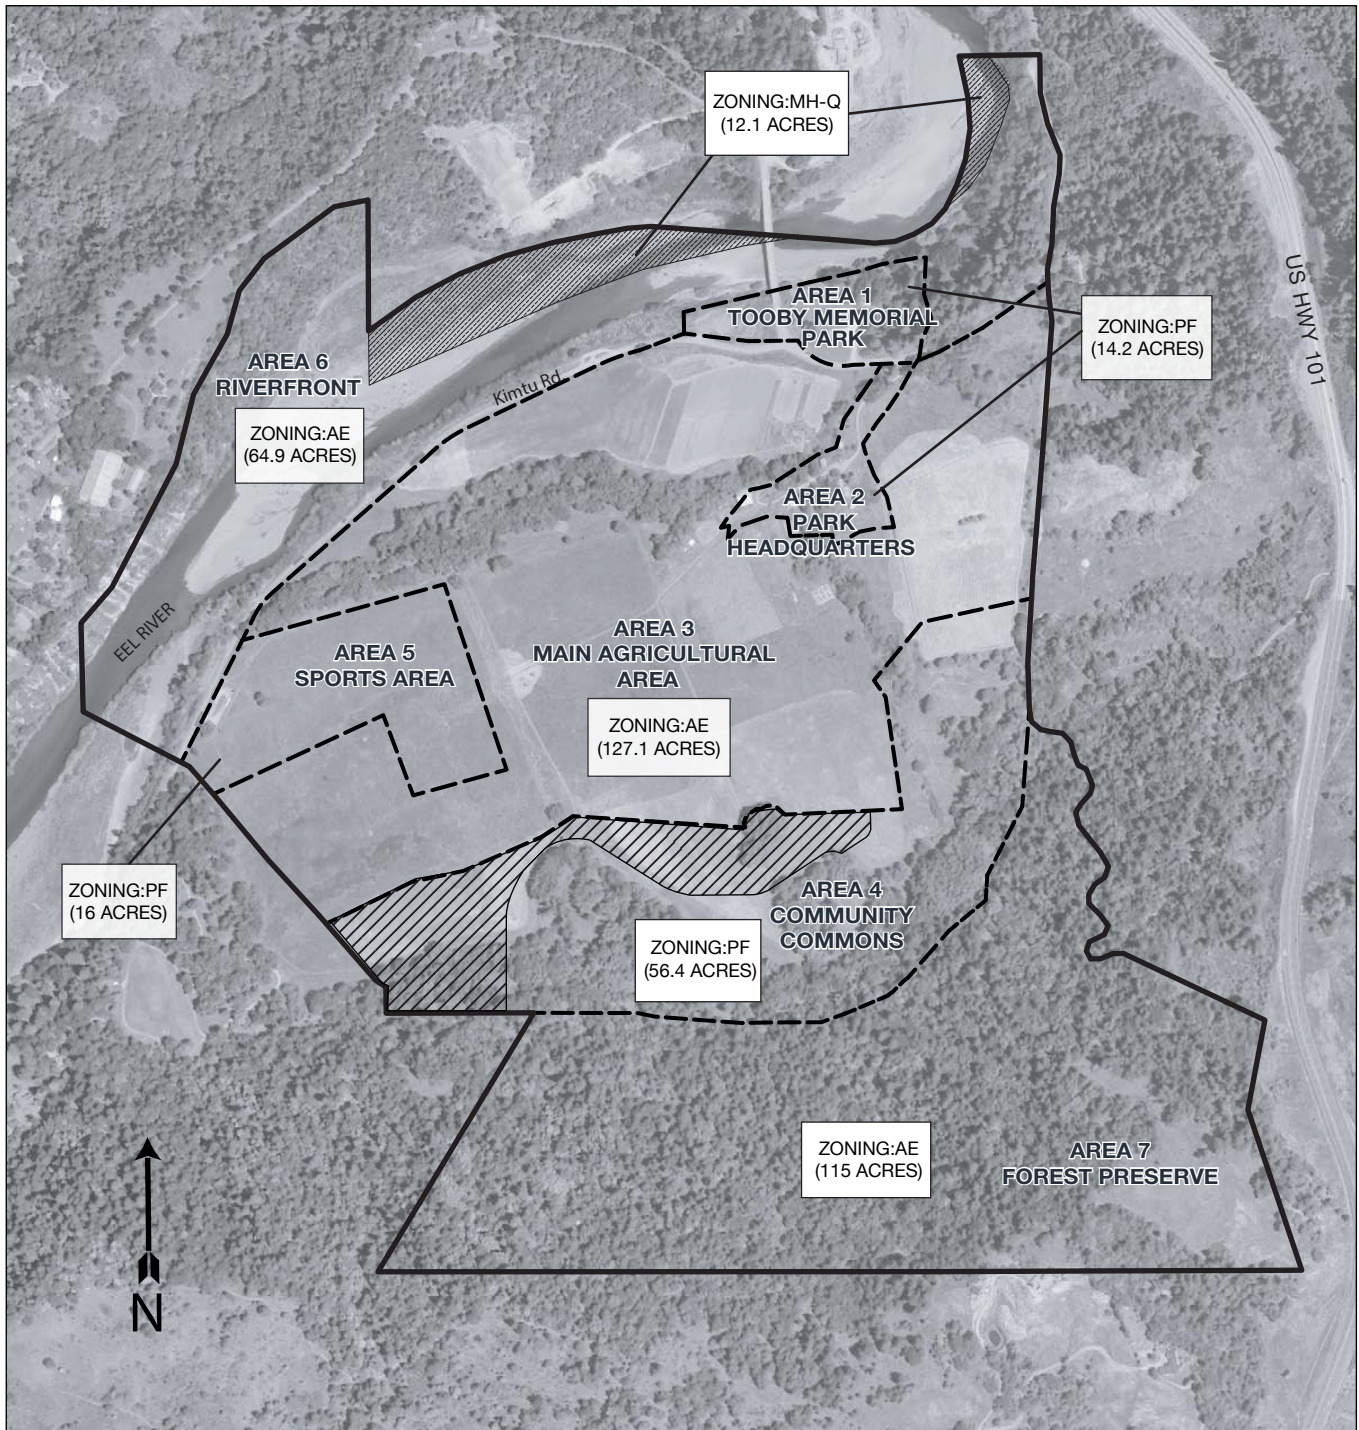 ZONING:MH-Q
(12.1 ACRES)
US HWY 101
AREA 1
TOOBY MEMORIAL
PARK
ZONING:PF
(14.2 ACRES)
AREA 6
RIVERFRONT
Kimtu Rd
ZONING:AE
(64.9 ACRES)
AREA 2
PARK
HEADQUARTERS
EEL RIVER
AREA 5
SPORTS AREA
AREA 3
MAIN AGRICULTURAL
AREA
ZONING:AE
(127.1 ACRES)
ZONING:PF
(16 ACRES)
AREA 4
COMMUNITY
COMMONS
ZONING:PF
(56.4 ACRES)
ZONING:AE
(115 ACRES)
AREA 7
FOREST PRESERVE
N